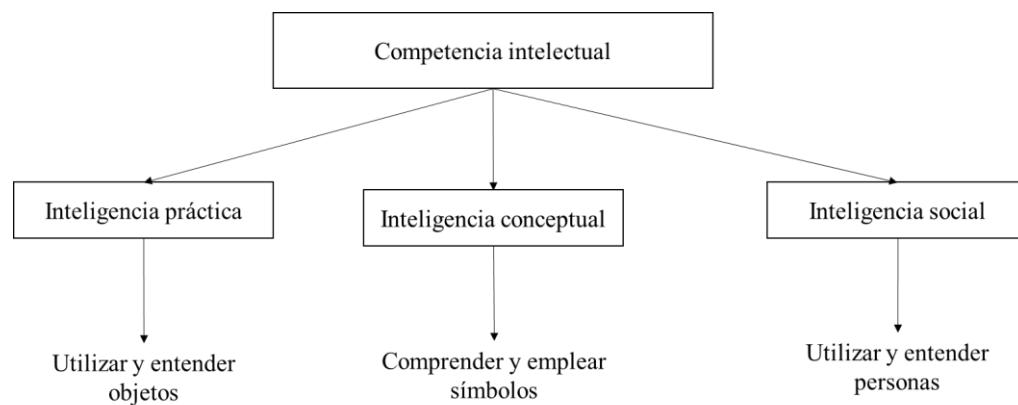 Competencia intelectual
Inteligencia práctica
Inteligencia conceptual
Inteligencia social
Utilizar y entender
objetos
Comprender y emplear
símbolos
Utilizar y entender
personas